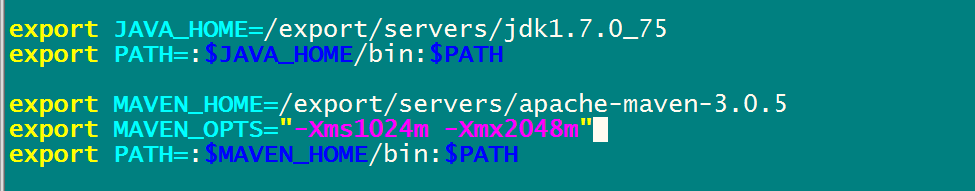 export JAVA_HOME=/export/servers/jdk1.7.0_75
export PATH=:$JAVA_HOME/bin:$PATH
export MAVEN_HOME=/export/servers/apache-maven-3.0.5
export MAVEN_OPTS="-Xms1024m -Xmx2048m"
export PATH=:$MAVEN_HOME/bin:$PATH